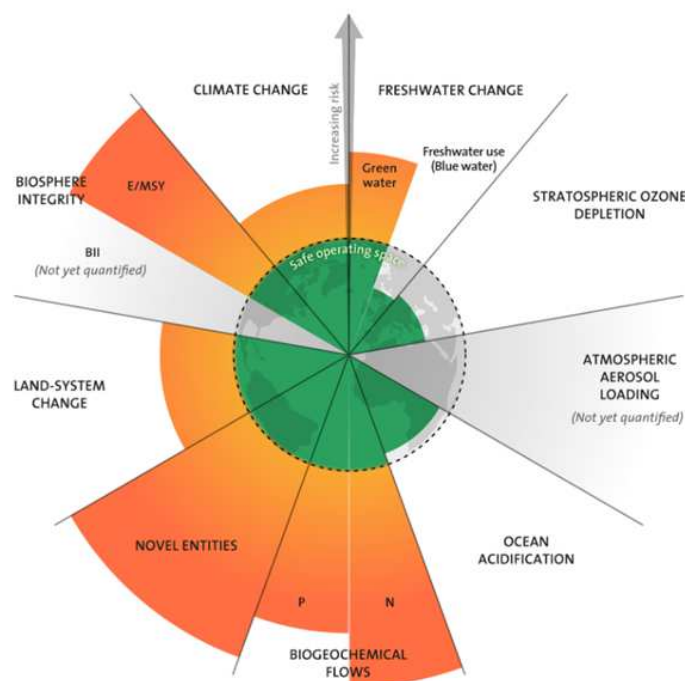 CLIMATE CHANGE
Increasing risk
FRESHWATER CHANGE
Green
water
Freshwater use
(Blue water)
STRATOSPHERIC OZONE
DEPLETION
ATMOSPHERIC
AEROSOL
LOADING
(Not yet quantified)
OCEAN
ACIDIFICATION
BIOGEOCHEMICAL
FLOWS
N
P
NOVEL ENTITIES
LAND-SYSTEM
CHANGE
BIOSPHERE
INTEGRITY
E/MSY
BII
(Not yet quantified)
Safe operating space